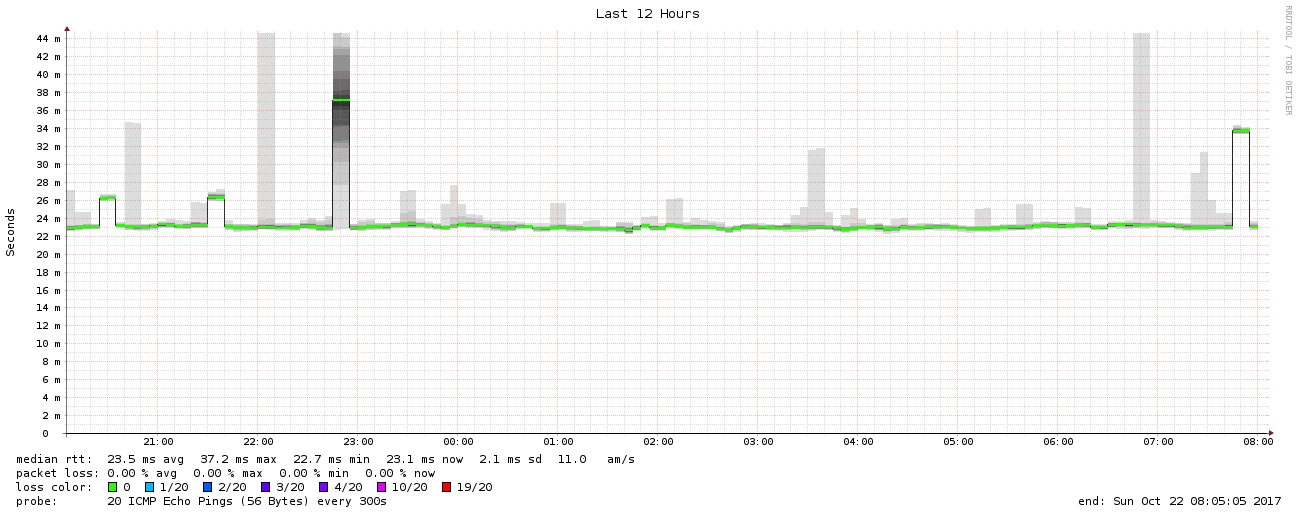 Last 12 Hours
RRDTOOL / TOBI OETIKER
Seconds
44 m
42 m
40 m
38 m
36 m
34 m
32 m
30 m
28 m
26 m
24 m
22 m
20 m
18 m
16 m
14 m
12 m
10 m
8 m
6 m
4 m
2 m
0
21:00 22:00 23:00 00:00 01:00 02:00 03:00 04:00 05:00 06:00 07:00 08:00
median rtt: 23.5 ms avg 37.2 ms max 22.7 ms min 23.1 ms now 2.1 ms sd 11.0 am/s
packet loss: 0.00 % avg 0.00 % max 0.00 % min 0.00 % now
loss color: 0 1/20 2/20 3/20 4/20 10/20 19/20
probe: 20 ICMP Echo Pings (56 Bytes) every 300s
end: Sun Oct 22 08:05:05 2017